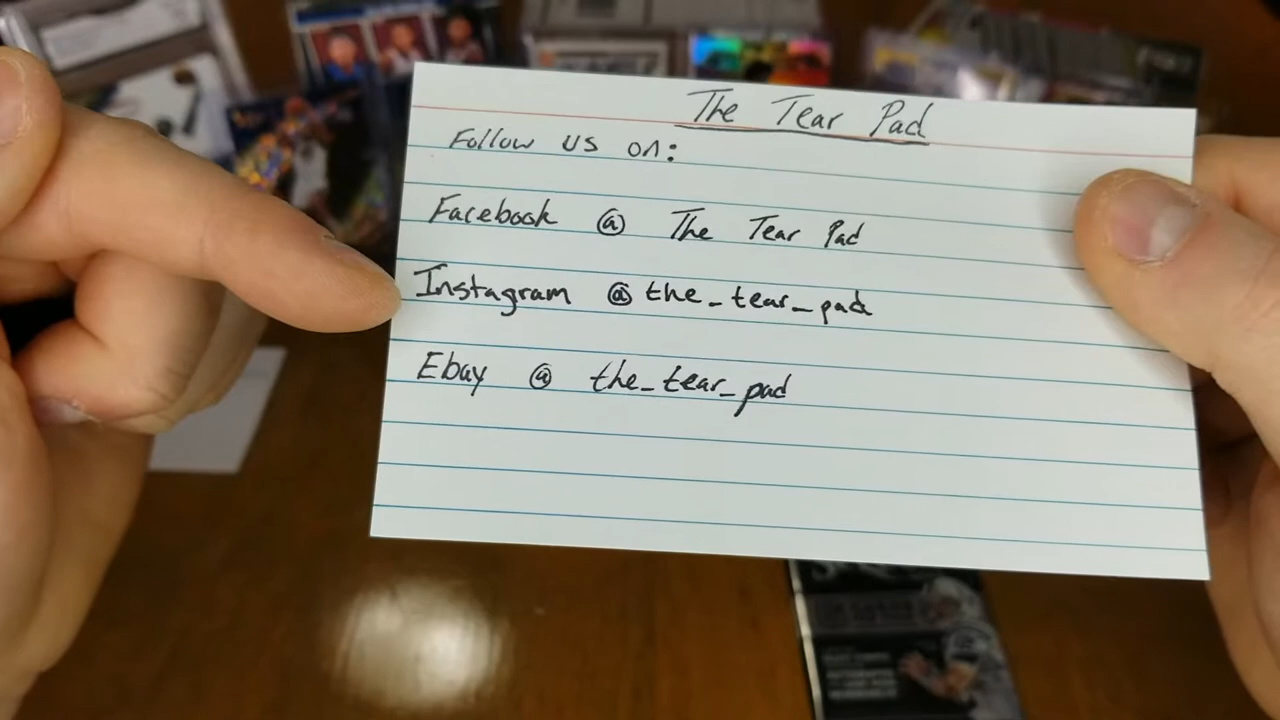 The Tear Pad
Follow us on:
Facebook @ The Tear Pad
Instagram @the_tear_pad
Ebay @ the_tear_pad